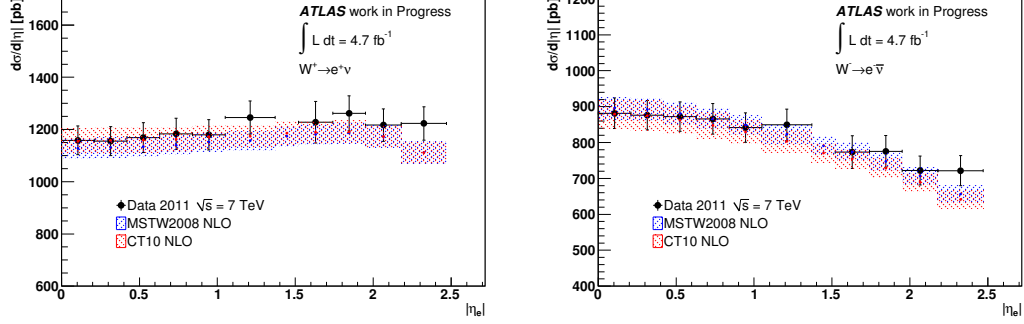 dσ/d|η| [pb]
1600
1400
1200
1000
800
600
ATLAS work in Progress
∫ L dt = 4.7 fb⁻¹
W⁺→e⁺ν
Data 2011 √s = 7 TeV
MSTW2008 NLO
CT10 NLO
0 0.5 1 1.5 2 2.5
|ηₑ|
dσ/d|η| [pb]
1200
1000
900
800
700
600
500
400
ATLAS work in Progress
∫ L dt = 4.7 fb⁻¹
W⁻→e⁻ν̅
Data 2011 √s = 7 TeV
MSTW2008 NLO
CT10 NLO
0 0.5 1 1.5 2 2.5
|ηₑ|